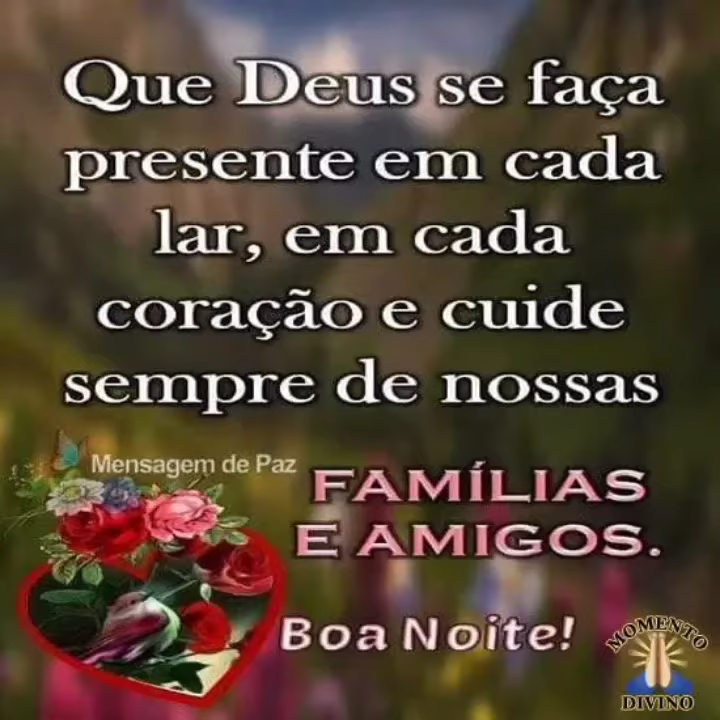 Que Deus se faça
presente em cada
lar, em cada
coração e cuide
sempre de nossas
Mensagem de Paz
FAMÍLIAS
E AMIGOS.
Boa Noite!
MOMENTO
DIVINO